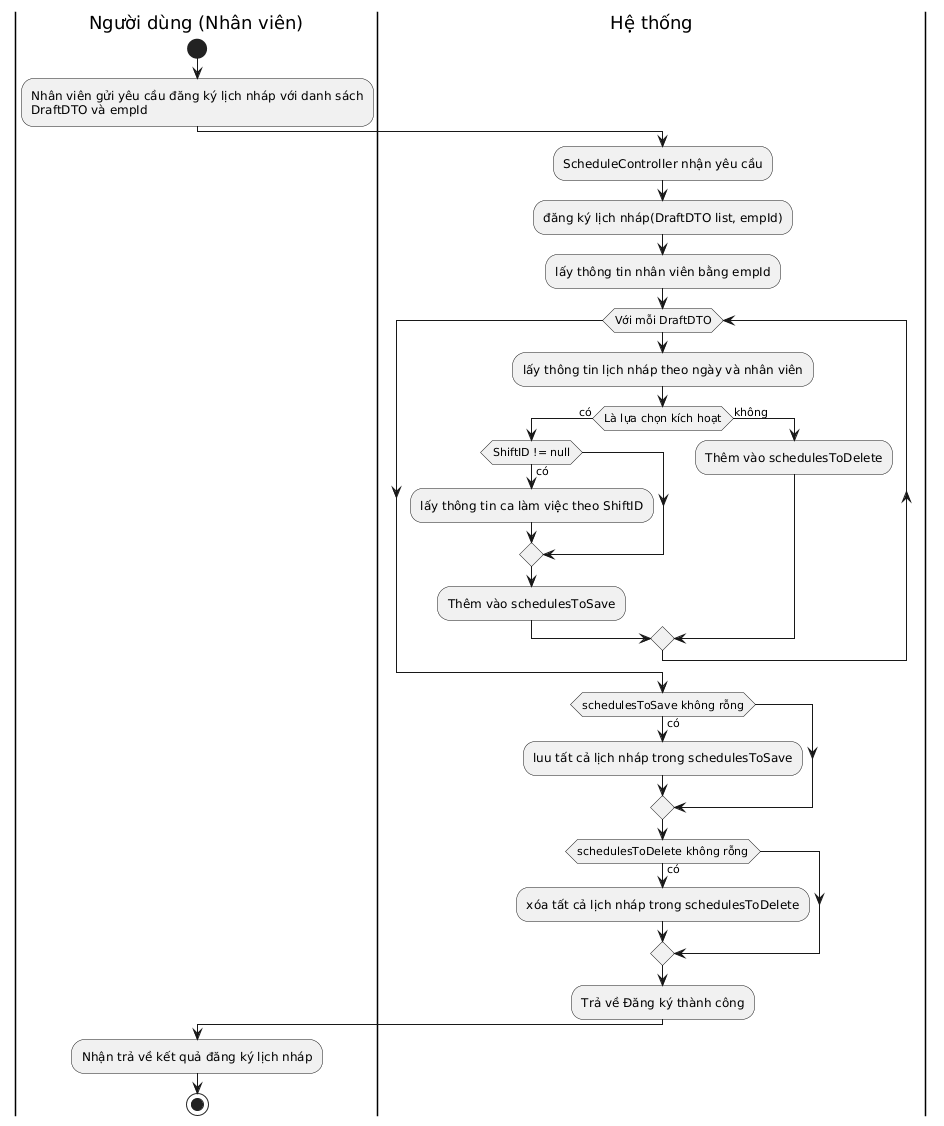 Người dùng (Nhân viên)
Hệ thống
Nhân viên gửi yêu cầu đăng ký lịch nháp với danh sách
DraftDTO và empId
ScheduleController nhận yêu cầu
đăng ký lịch nháp(DraftDTO list, empId)
lấy thông tin nhân viên bằng empId
Với mỗi DraftDTO
lấy thông tin lịch nháp theo ngày và nhân viên
có
Là lựa chọn kích hoạt
không
ShiftID != null
có
Thêm vào schedulesToDelete
lấy thông tin ca làm việc theo ShiftID
Thêm vào schedulesToSave
schedulesToSave không rỗng
có
luu tất cả lịch nháp trong schedulesToSave
schedulesToDelete không rỗng
có
xóa tất cả lịch nháp trong schedulesToDelete
Trả về Đăng ký thành công
Nhận trả về kết quả đăng ký lịch nháp